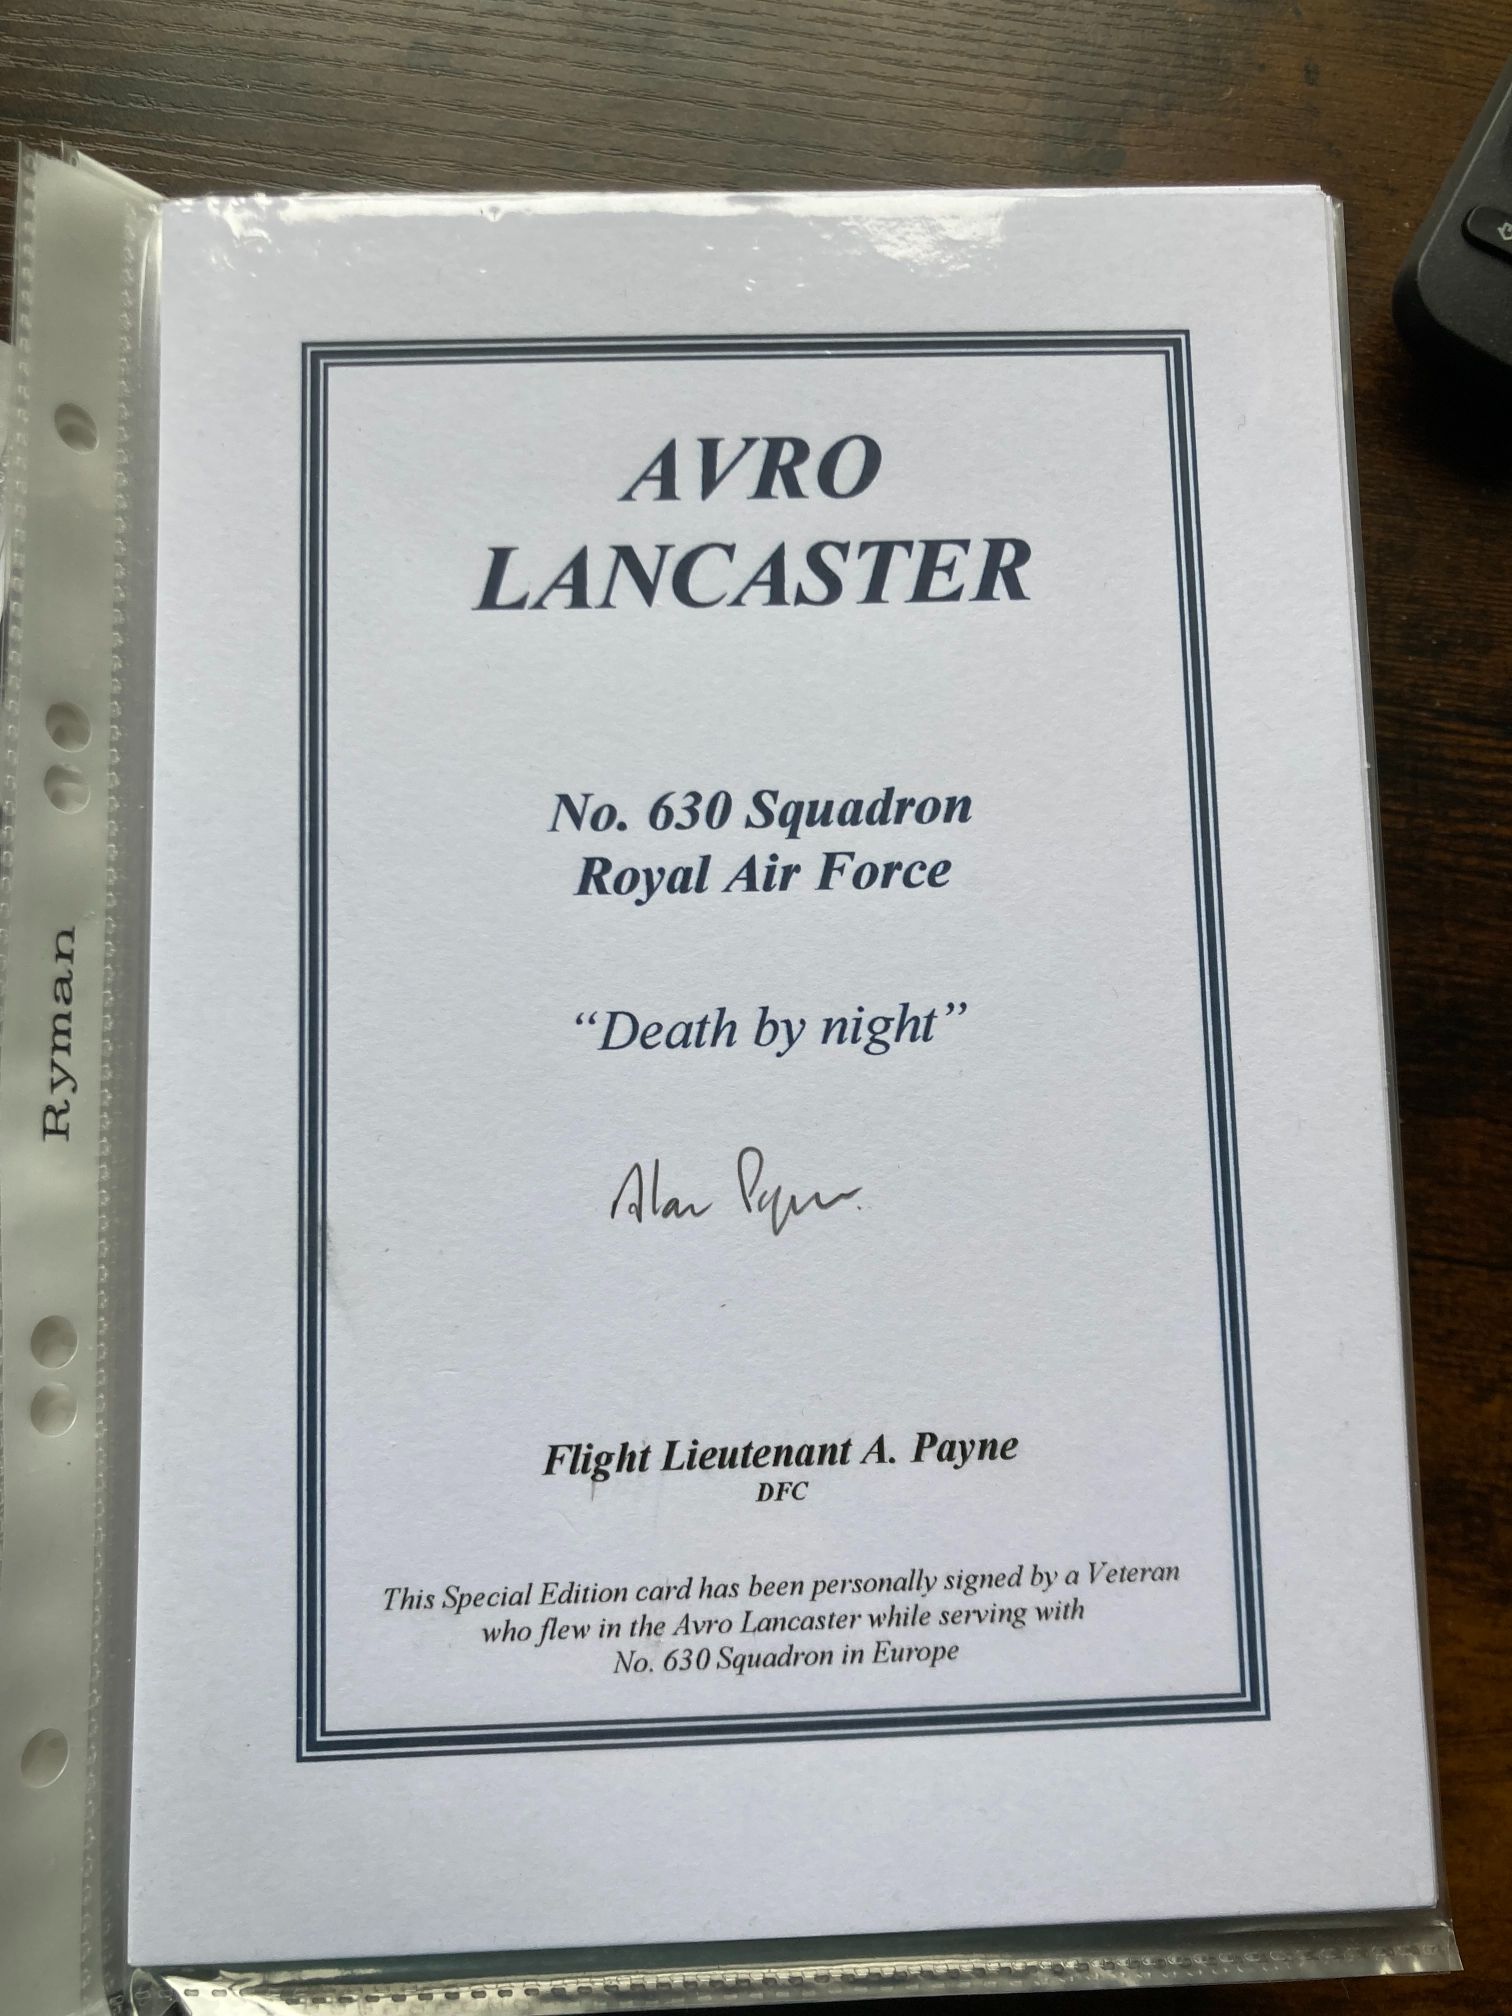 AVRO
LANCASTER
No. 630 Squadron
Royal Air Force
“Death by night”
Alan Payne
Flight Lieutenant A. Payne
DFC
This Special Edition card has been personally signed by a Veteran
who flew in the Avro Lancaster while serving with
No. 630 Squadron in Europe
Ryman